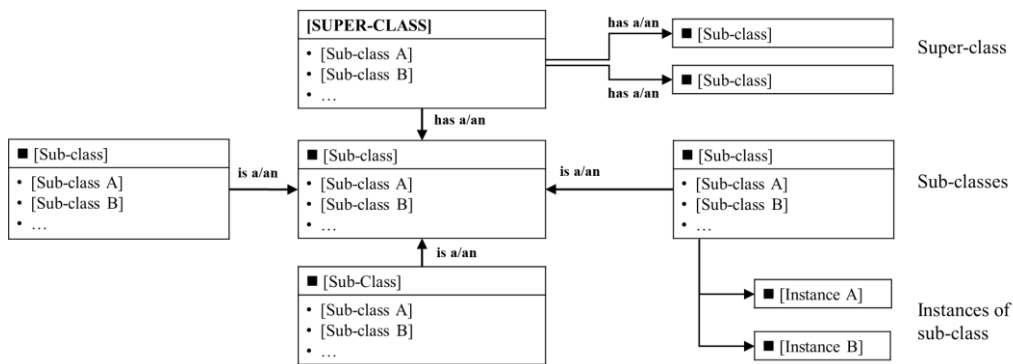 [SUPER-CLASS]
• [Sub-class A]
• [Sub-class B]
• …
has a/an
■ [Sub-class]
Super-class
■ [Sub-class]
has a/an
has a/an
■ [Sub-class]
• [Sub-class A]
• [Sub-class B]
• …
is a/an
■ [Sub-class]
• [Sub-class A]
• [Sub-class B]
• …
is a/an
■ [Sub-class]
• [Sub-class A]
• [Sub-class B]
• …
Sub-classes
is a/an
■ [Sub-Class]
• [Sub-class A]
• [Sub-class B]
• …
■ [Instance A]
■ [Instance B]
Instances of
sub-class